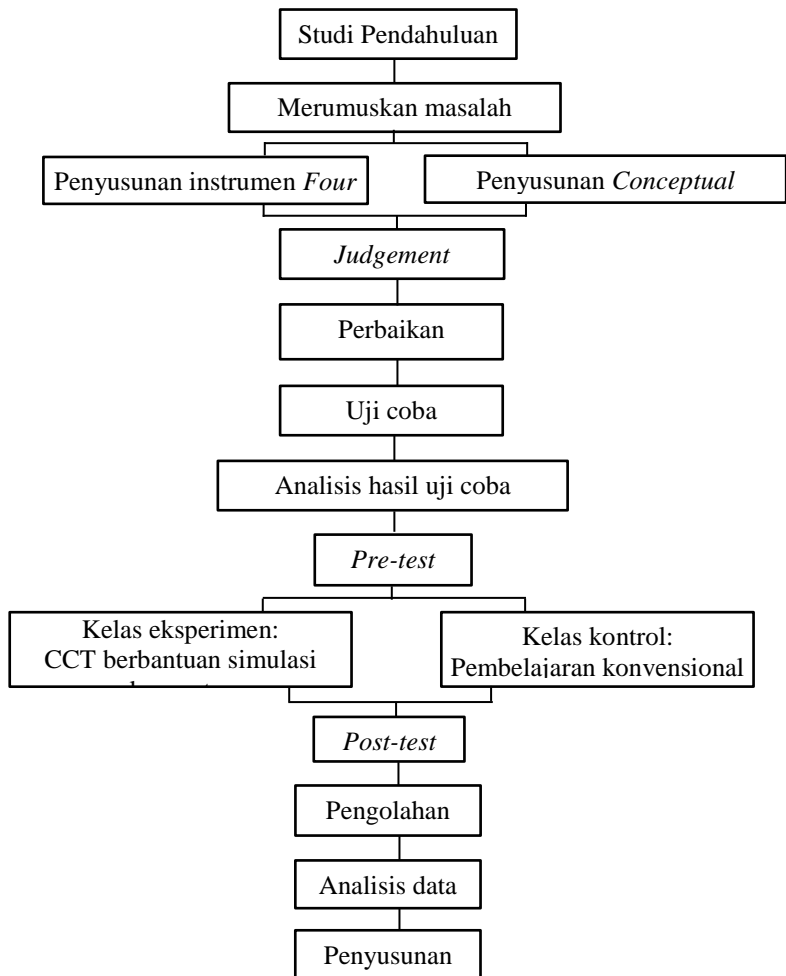 Studi Pendahuluan
Merumuskan masalah
Penyusunan instrumen Four
Penyusunan Conceptual
Judgement
Perbaikan
Uji coba
Analisis hasil uji coba
Pre-test
Kelas eksperimen:
CCT berbantuan simulasi
Kelas kontrol:
Pembelajaran konvensional
Post-test
Pengolahan
Analisis data
Penyusunan